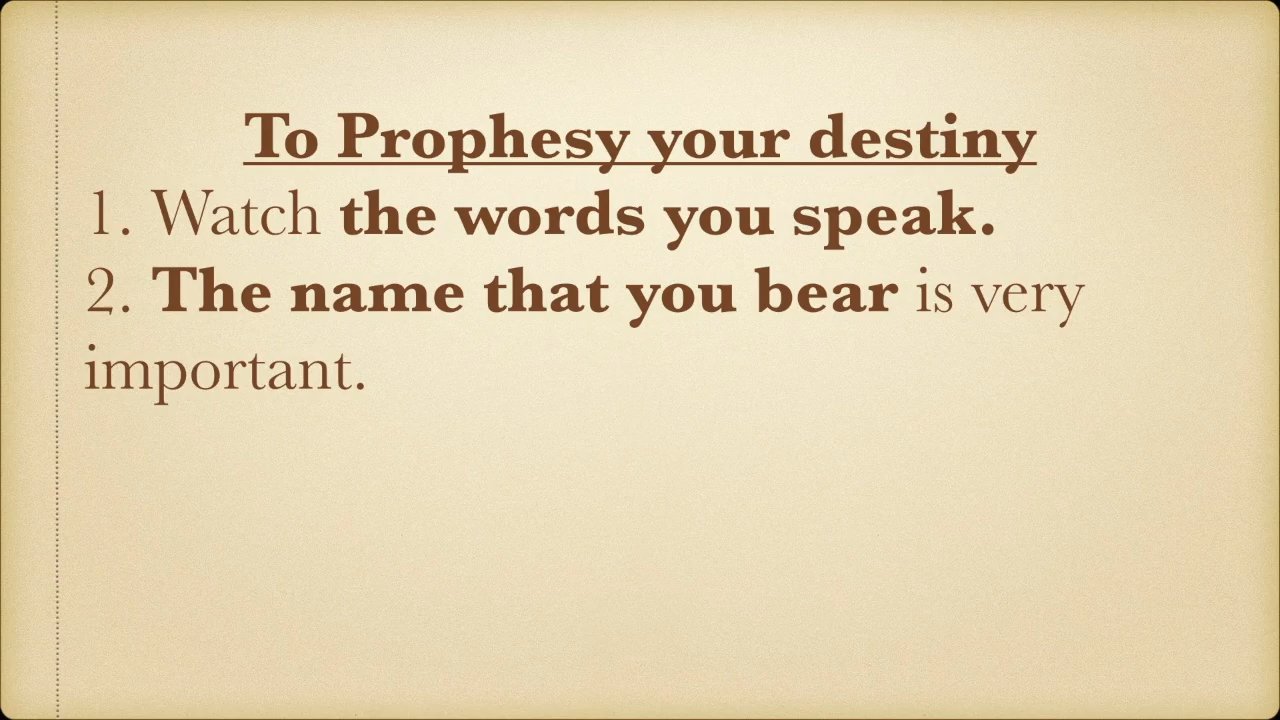 To Prophesy your destiny
1. Watch the words you speak.
2. The name that you bear is very
important.